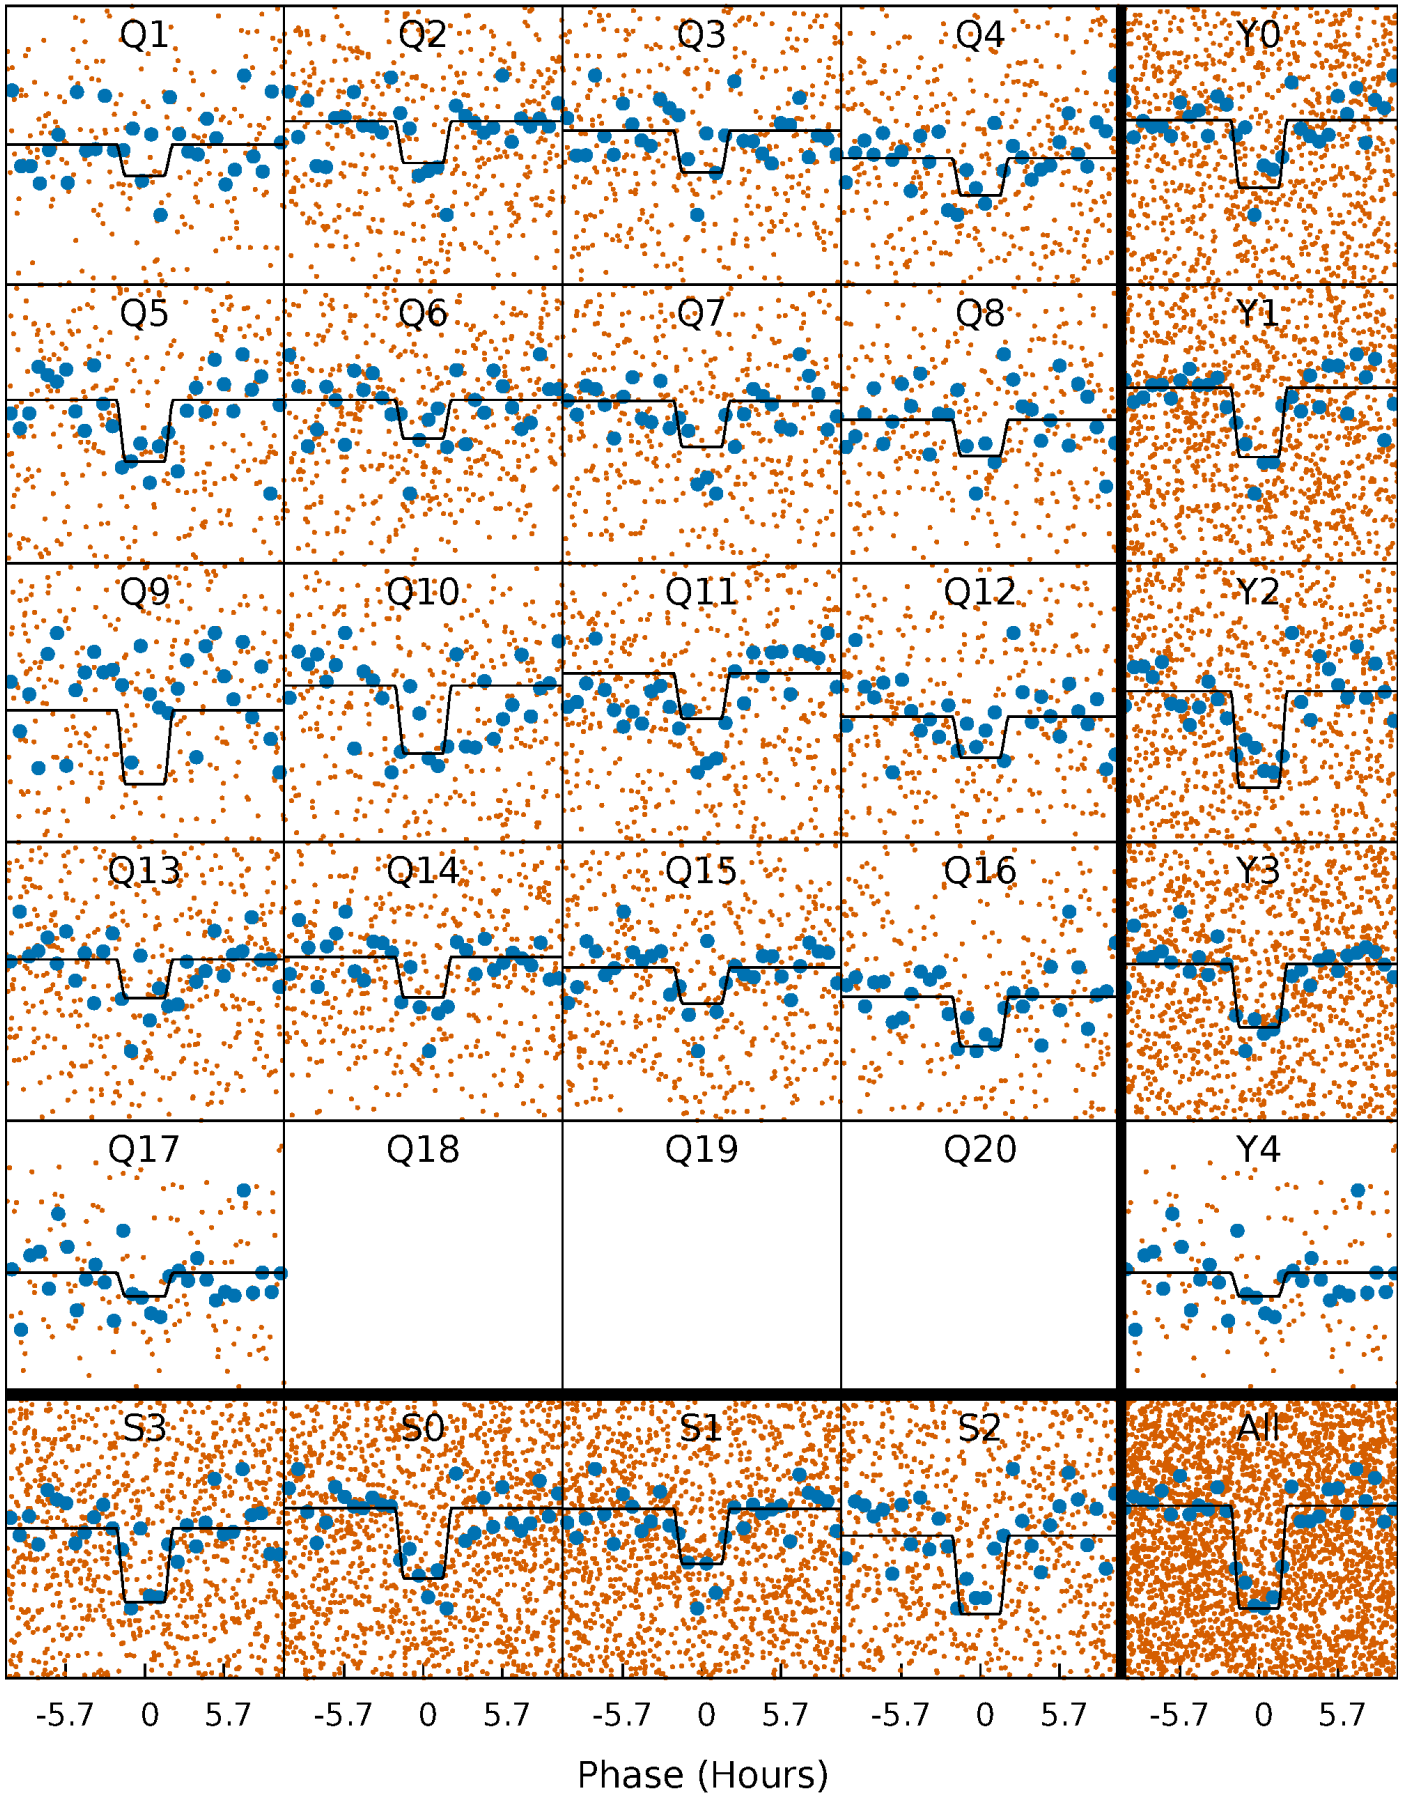 Q1 Q2 Q3 Q4 Y0
Q5 Q6 Q7 Q8 Y1
Q9 Q10 Q11 Q12 Y2
Q13 Q14 Q15 Q16 Y3
Q17 Q18 Q19 Q20 Y4
S3 S0 S1 S2 All
-5.7 0 5.7 -5.7 0 5.7 -5.7 0 5.7 -5.7 0 5.7 -5.7 0 5.7
Phase (Hours)